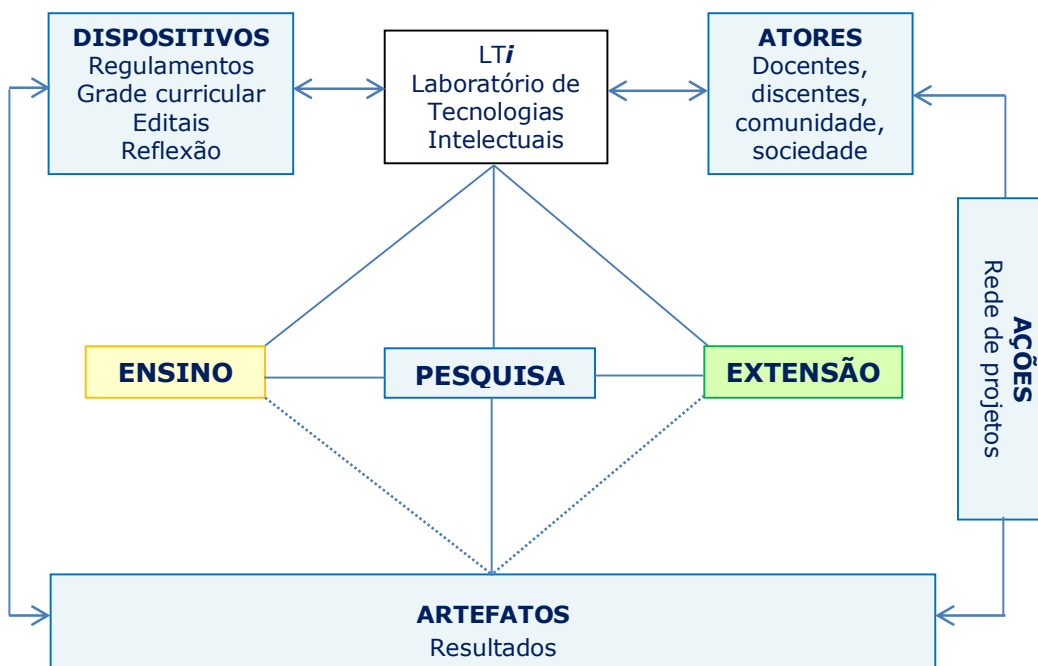 DISPOSITIVOS
Regulamentos
Grade curricular
Editais
Reflexão
LTi
Laboratório de
Tecnologias
Intelectuais
ATORES
Docentes,
discentes,
comunidade,
sociedade
AÇÕES
Rede de projetos
ENSINO
PESQUISA
EXTENSÃO
ARTEFATOS
Resultados